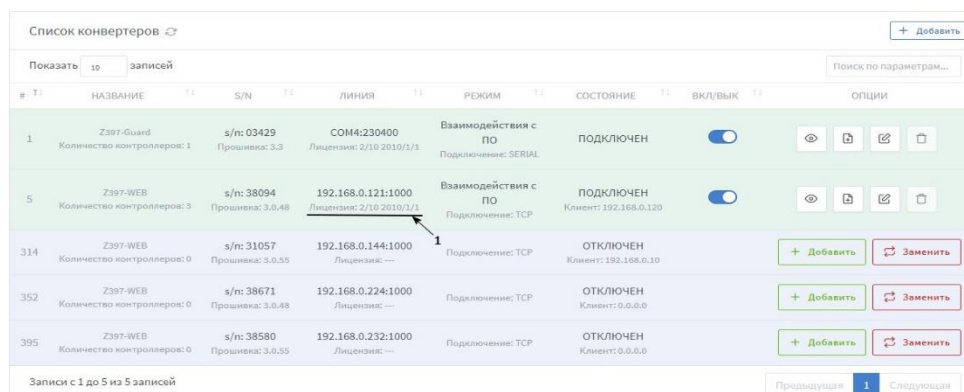 Список конвертеров
+ Добавить
Показать 10 записей
Поиск по параметрам...
# НАЗВАНИЕ S/N ЛИНИЯ РЕЖИМ СОСТОЯНИЕ ВКЛ/ВЫК ОПЦИИ
1
Z397-Guard
Количество контроллеров: 1
s/n: 03429
Прошивка: 3.3
COM4:230400
Лицензия: 2/10 2010/1/1
Взаимодействия с
ПО
Подключение: SERIAL
ПОДКЛЮЧЕН
5
Z397-WEB
Количество контроллеров: 3
s/n: 38094
Прошивка: 3.0.48
192.168.0.121:1000
Лицензия: 2/10 2010/1/1
Взаимодействия с
ПО
Подключение: TCP
ПОДКЛЮЧЕН
Клиент: 192.168.0.120
1
314
Z397-WEB
Количество контроллеров: 0
s/n: 31057
Прошивка: 3.0.55
192.168.0.144:1000
Лицензия: ---
Подключение: TCP
ОТКЛЮЧЕН
Клиент: 192.168.0.10
+ Добавить
Заменить
352
Z397-WEB
Количество контроллеров: 0
s/n: 38671
Прошивка: 3.0.48
192.168.0.224:1000
Лицензия: ---
Подключение: TCP
ОТКЛЮЧЕН
Клиент: 0.0.0.0
+ Добавить
Заменить
395
Z397-WEB
Количество контроллеров: 0
s/n: 38580
Прошивка: 3.0.55
192.168.0.232:1000
Лицензия: ---
Подключение: TCP
ОТКЛЮЧЕН
Клиент: 0.0.0.0
+ Добавить
Заменить
Записи с 1 до 5 из 5 записей
Предыдущая 1 Следующая